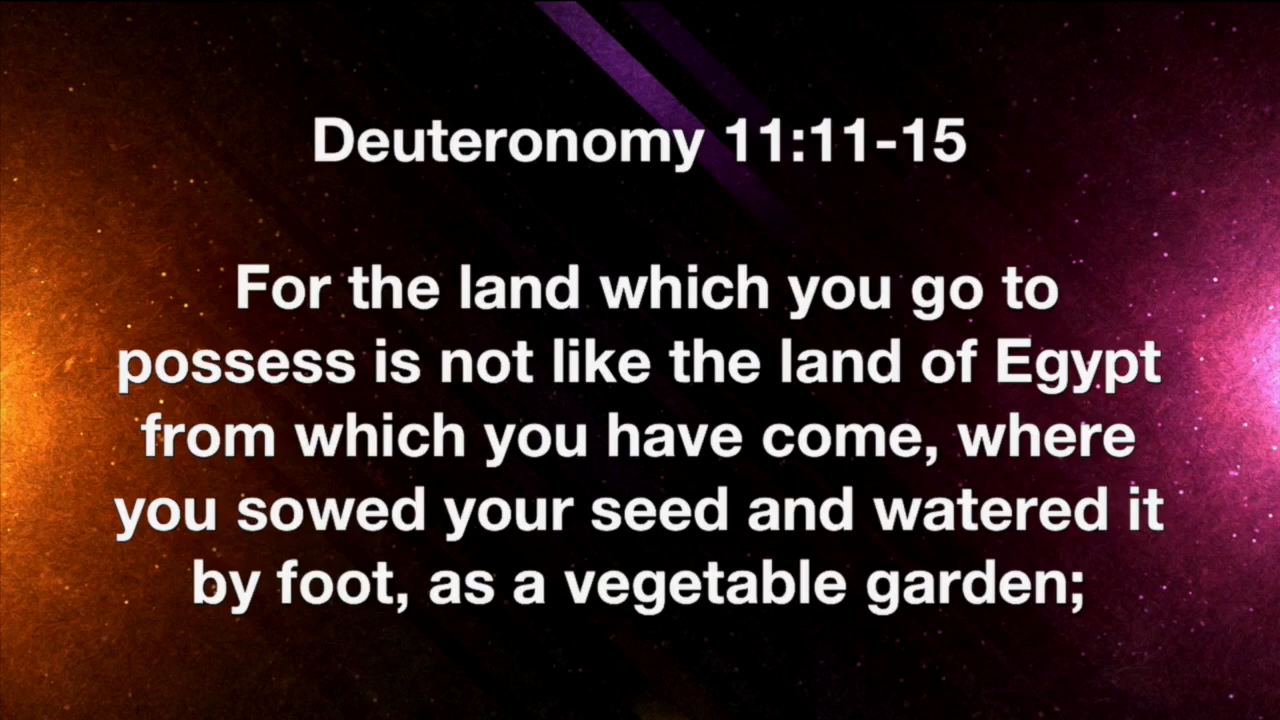 Deuteronomy 11:11-15
For the land which you go to
possess is not like the land of Egypt
from which you have come, where
you sowed your seed and watered it
by foot, as a vegetable garden;